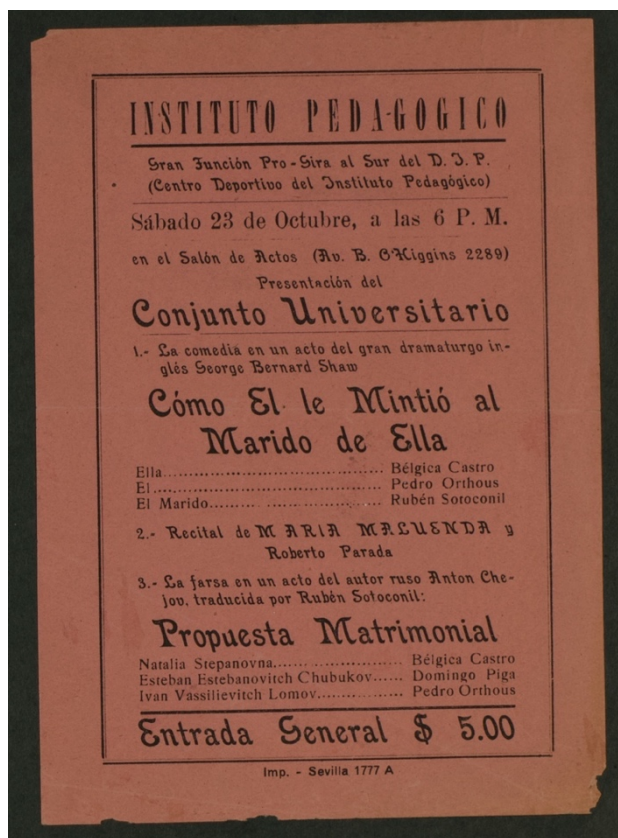 INSTITUTO PEDAGOGICO
Gran Función Pro-Gira al Sur del D. I. P.
(Centro Deportivo del Instituto Pedagógico)
Sábado 23 de Octubre, a las 6 P. M.
en el Salón de Actos (Av. B. O'Higgins 2289)
Presentación del
Conjunto Universitario
1.- La comedia en un acto del gran dramaturgo in-
glés George Bernard Shaw
Cómo El le Mintió al
Marido de Ella
Ella........................................ Bélgica Castro
El.......................................... Pedro Orthous
El Marido................................ Rubén Sotoconil
2.- Recital de MARIA MALUENDA y
Roberto Parada
3.- La farsa en un acto del autor ruso Anton Che-
jov, traducida por Rubén Sotoconil:
Propuesta Matrimonial
Natalia Stepanovna....................... Bélgica Castro
Esteban Estebanovitch Chubukov...... Domingo Piga
Ivan Vassilievitch Lomov............... Pedro Orthous
Entrada General $ 5.00
Imp. - Sevilla 1777 A